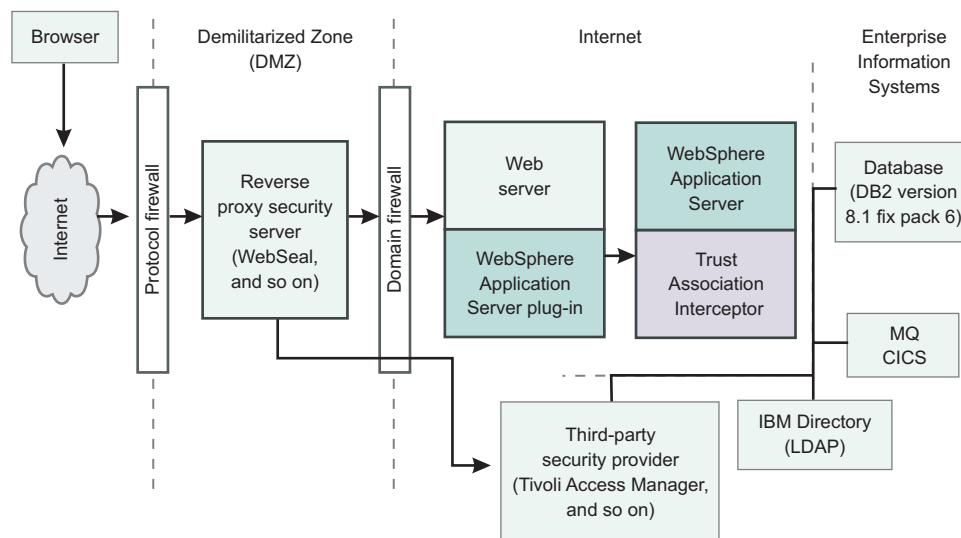 Browser
Demilitarized Zone
(DMZ)
Internet
Enterprise
Information
Systems
Internet
Protocol firewall
Reverse
proxy security
server
(WebSeal,
and so on)
Domain firewall
Web
server
WebSphere
Application
Server plug-in
WebSphere
Application
Server
Trust
Association
Interceptor
Database
(DB2 version
8.1 fix pack 6)
MQ
CICS
IBM Directory
(LDAP)
Third-party
security provider
(Tivoli Access Manager,
and so on)